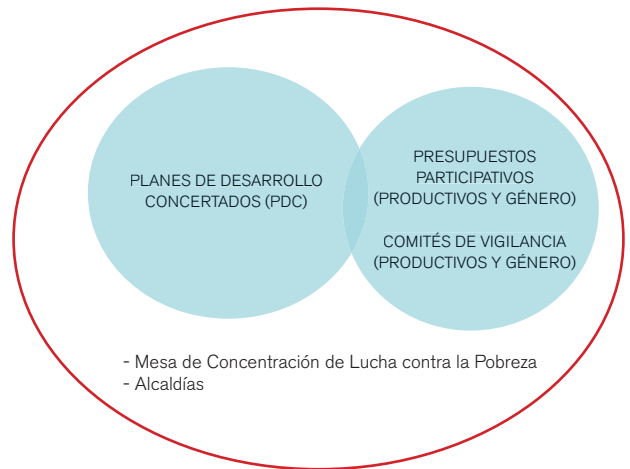 PLANES DE DESARROLLO
CONCERTADOS (PDC)
PRESUPUESTOS
PARTICIPATIVOS
(PRODUCTIVOS Y GÉNERO)
COMITÉS DE VIGILANCIA
(PRODUCTIVOS Y GÉNERO)
- Mesa de Concentración de Lucha contra la Pobreza
- Alcaldías